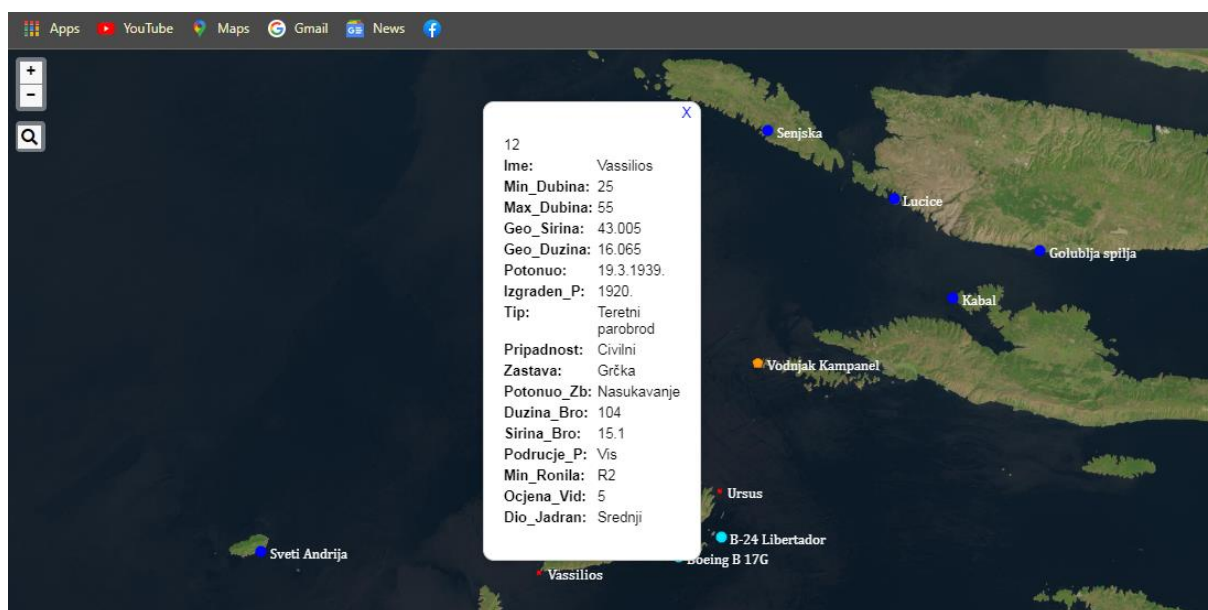 Apps YouTube Maps Gmail News
+
-
X
12
Ime: Vassilios
Min_Dubina: 25
Max_Dubina: 55
Geo_Sirina: 43.005
Geo_Duzina: 16.065
Potonuo: 19.3.1939.
Izgraden_P: 1920.
Tip: Teretni
parobrod
Pripadnost: Civilni
Zastava: Grčka
Potonuo_Zb: Nasukavanje
Duzina_Bro: 104
Sirina_Bro: 15.1
Podrucje_P: Vis
Min_Ronila: R2
Ocjena_Vid: 5
Dio_Jadran: Srednji
Senjska
Lucice
Golublja spilja
Kabal
Vodnjak Kampanel
Ursus
B-24 Libertador
Boeing B 17G
Sveti Andrija
Vassilios